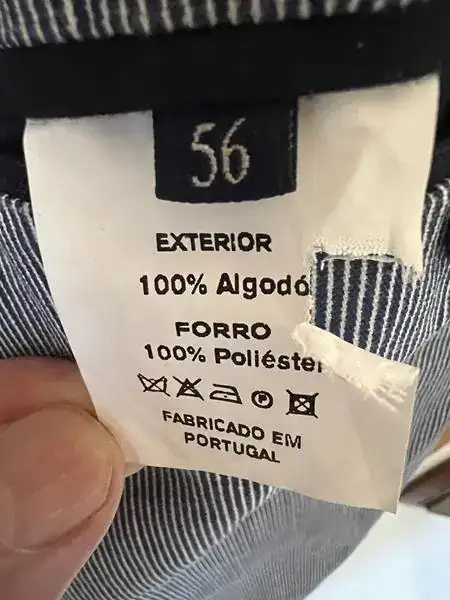 56
EXTERIOR
100% Algodó
FORRO
100% Poliéster
FABRICADO EM
PORTUGAL